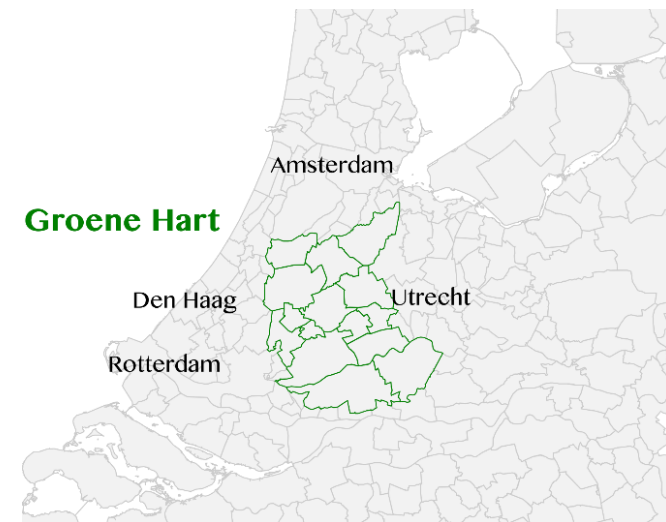 Amsterdam
Groene Hart
Den Haag
Utrecht
Rotterdam